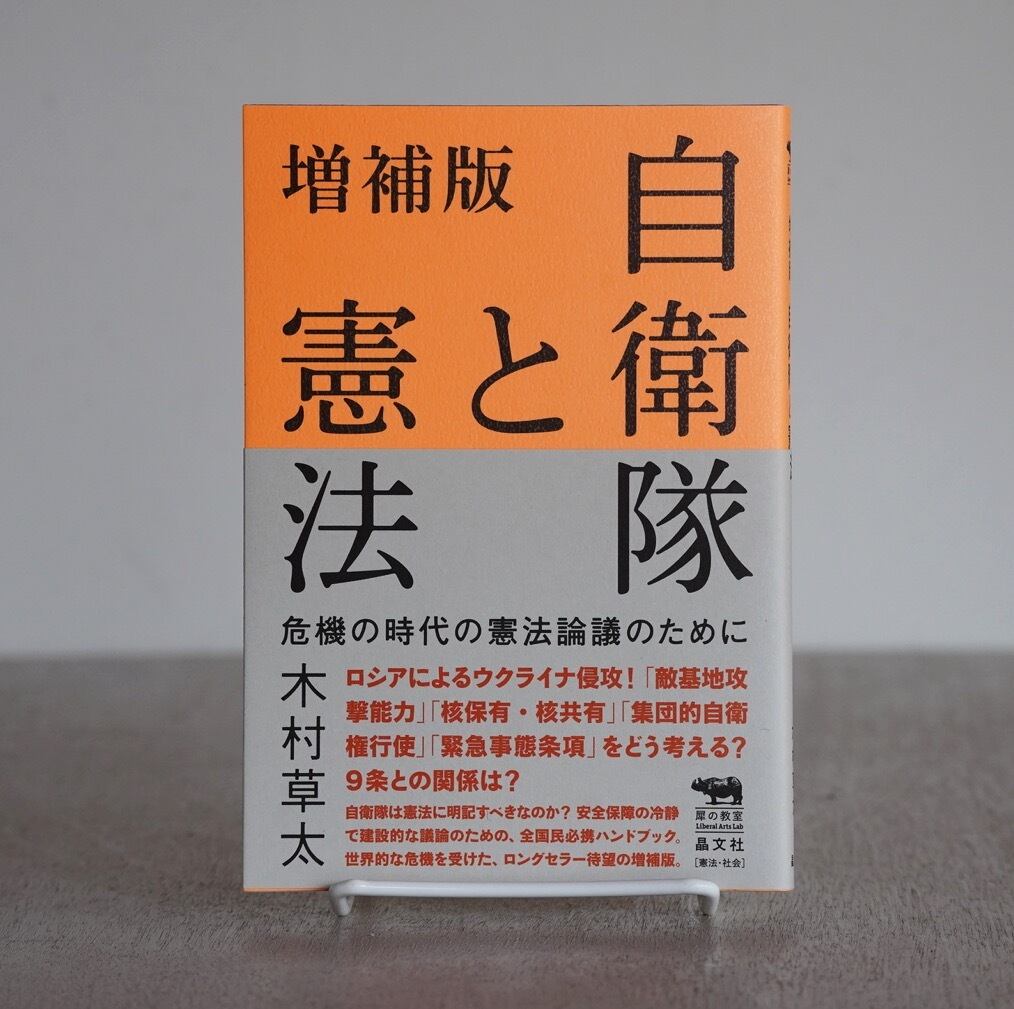 増補版
自衛隊
と
憲法
危機の時代の憲法論議のために
木村草太
ロシアによるウクライナ侵攻！「敵基地攻
撃能力」「核保有・核共有」「集団的自衛
権行使」「緊急事態条項」をどう考える？
9条との関係は？
自衛隊は憲法に明記すべきなのか？ 安全保障の冷静
で建設的な議論のための、全国民必携ハンドブック。
世界的な危機を受けた、ロングセラー待望の増補版。
犀の教室
Liberal Arts Lab
晶文社
［憲法・社会］